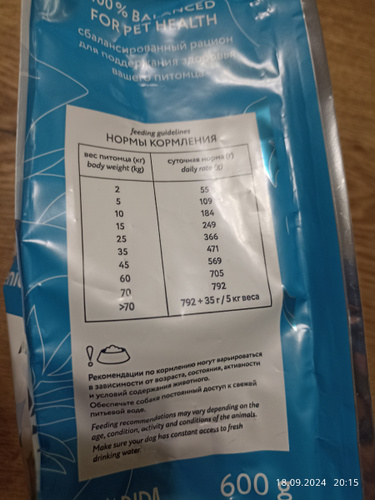 100% BALANCED
FOR PET HEALTH
сбалансированный рацион
для поддержания здоровья
вашего питомца
feeding guidelines
НОРМЫ КОРМЛЕНИЯ
вес питомца (кг) суточная норма (г)
body weight (kg) daily rate (g)
2 55
5 109
10 184
15 249
25 366
35 471
45 569
60 705
70 792
>70 792 + 35 г / 5 кг веса
Рекомендации по кормлению могут варьироваться
в зависимости от возраста, состояния, активности
и условий содержания животного.
Обеспечьте собаке постоянный доступ к свежей
питьевой воде.
Feeding recommendations may vary depending on the
age, condition, activity and conditions of the animals.
Make sure your dog has constant access to fresh
drinking water.
600 g
18.09.2024 20:15